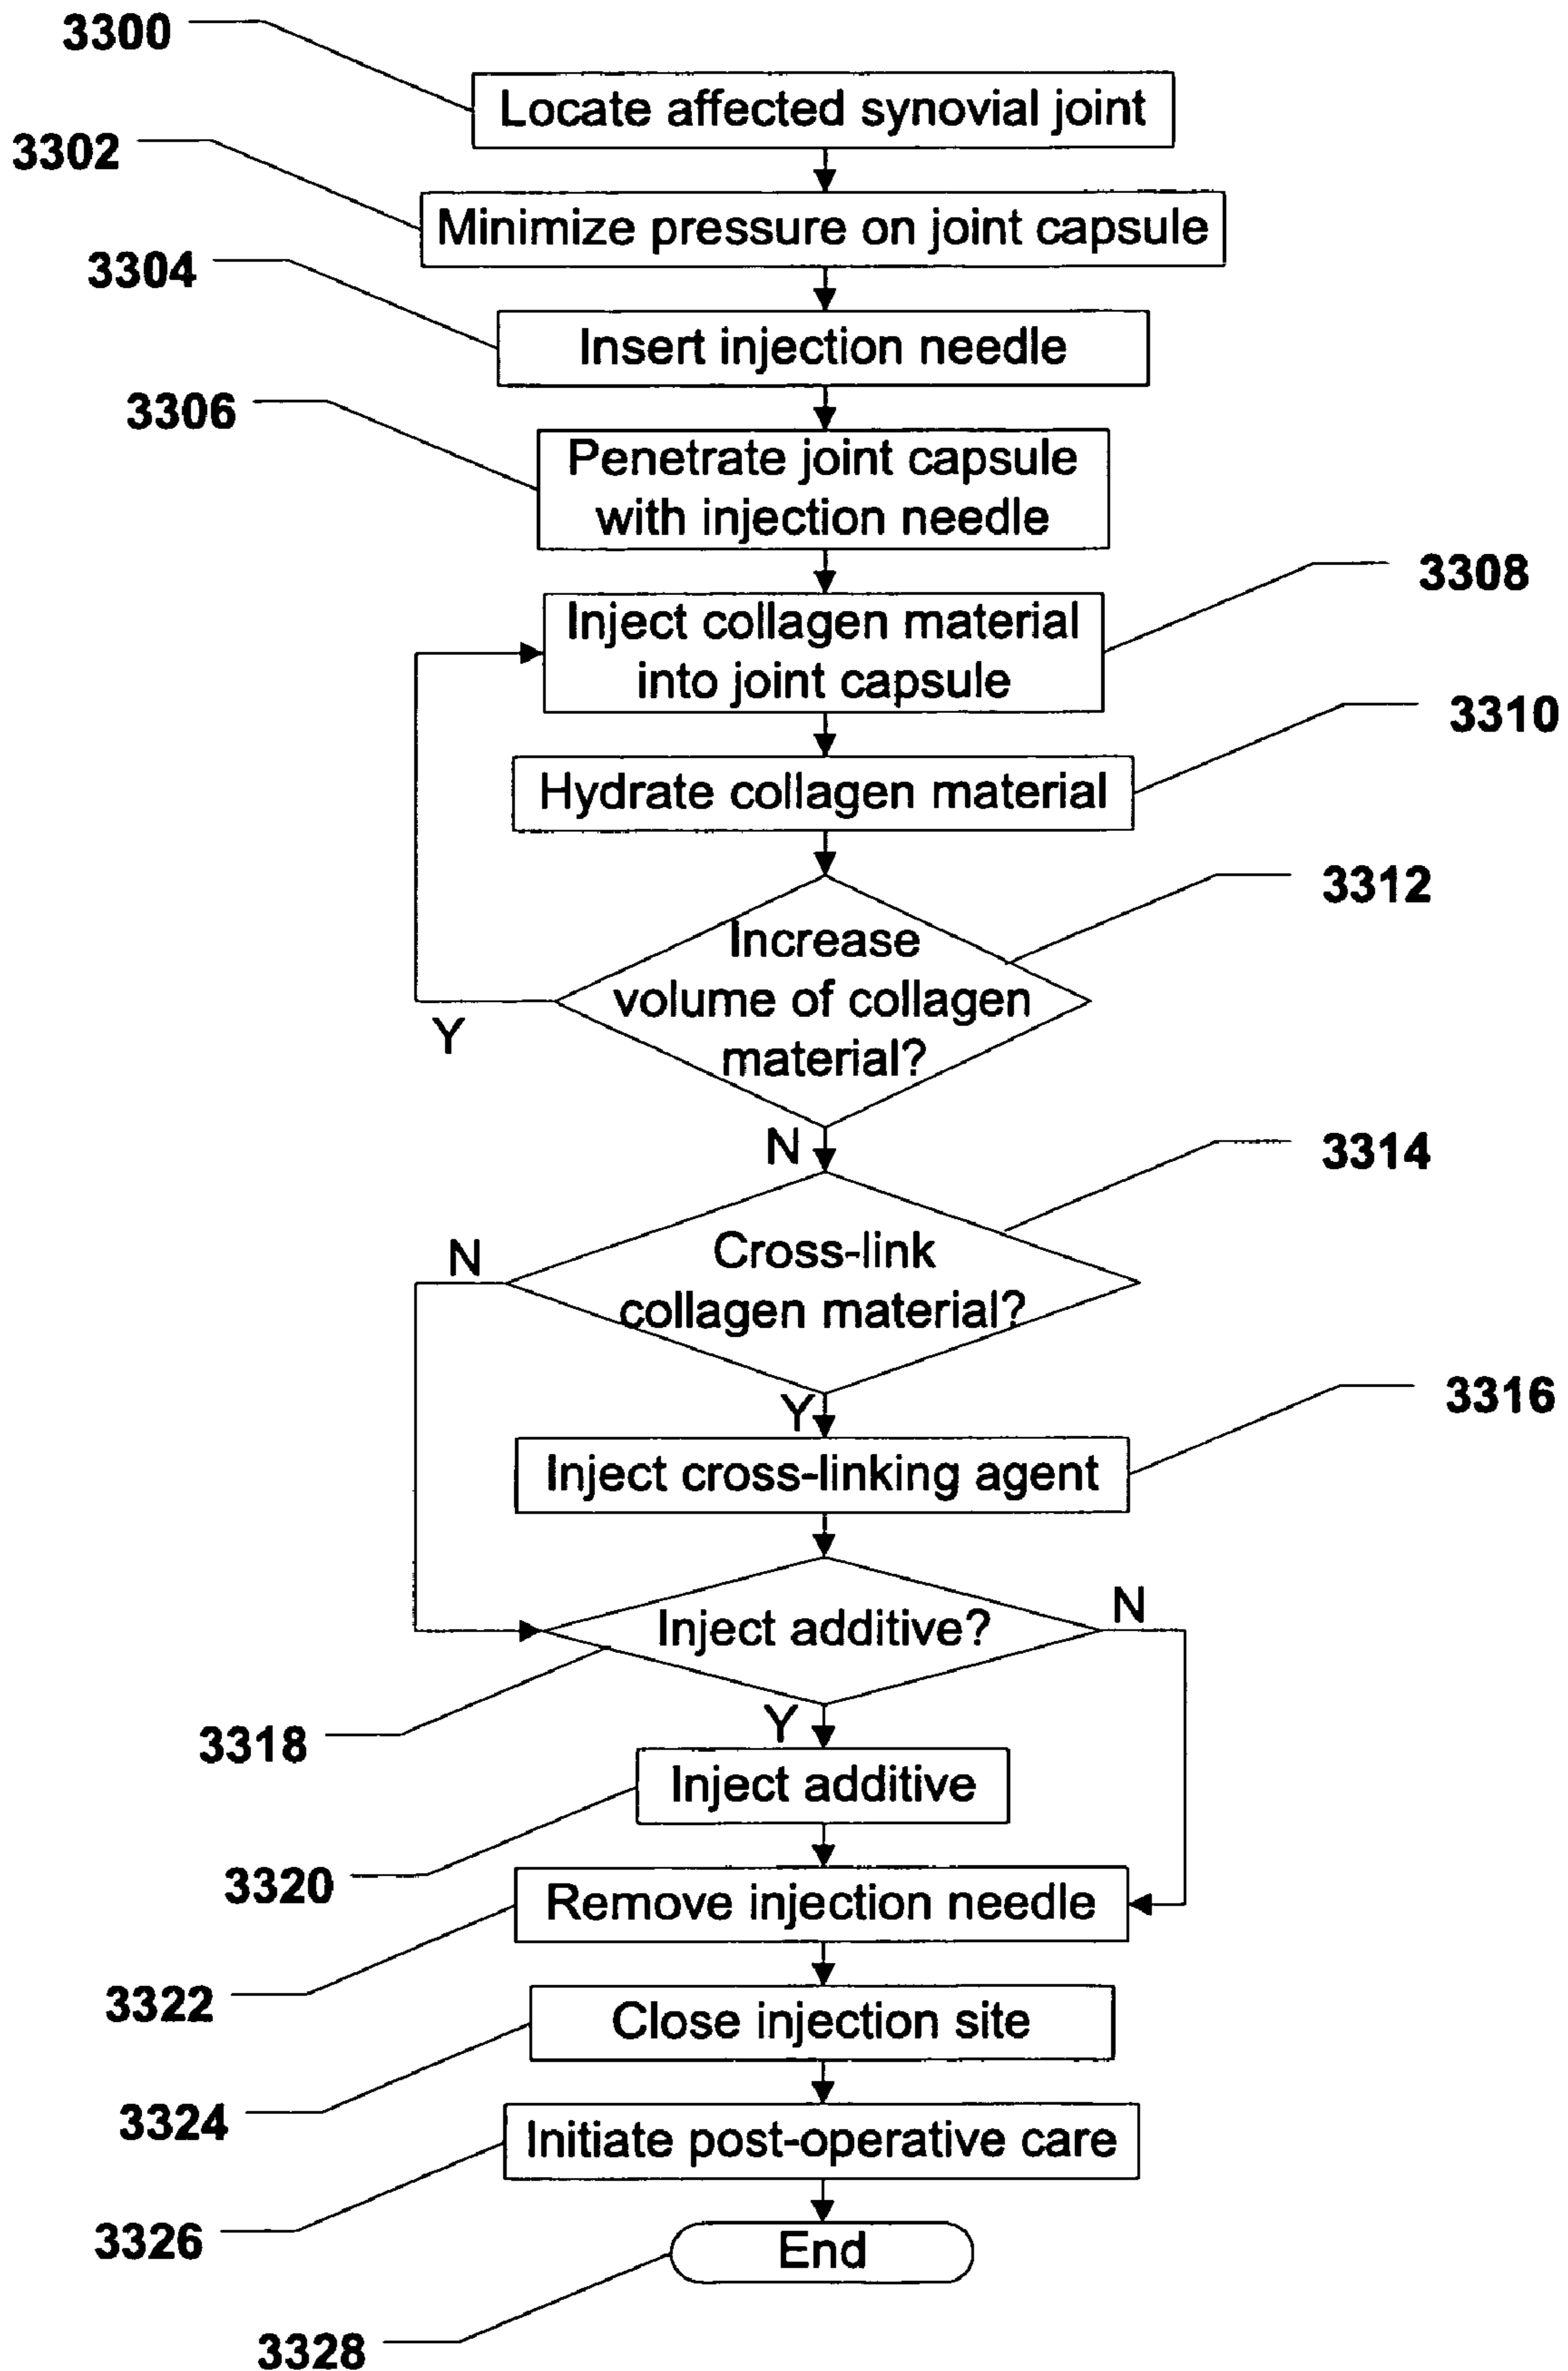 3300
Locate affected synovial joint
3302
Minimize pressure on joint capsule
3304
Insert injection needle
3306
Penetrate joint capsule
with injection needle
3308
Inject collagen material
into joint capsule
3310
Hydrate collagen material
3312
Increase
volume of collagen
material?
Y
N
3314
Cross-link
collagen material?
N
Y
3316
Inject cross-linking agent
Inject additive?
N
3318
Y
Inject additive
3320
Remove injection needle
3322
Close injection site
3324
Initiate post-operative care
3326
End
3328